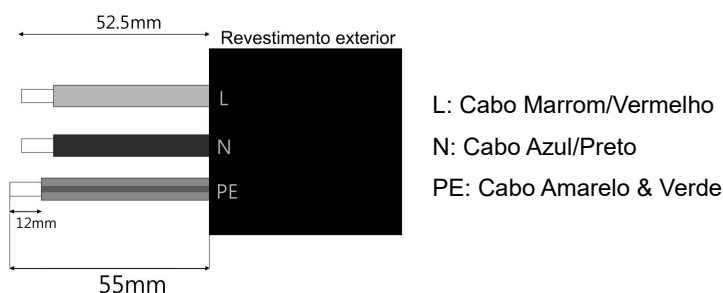 52.5mm
Revestimento exterior
L
N
PE
12mm
55mm
L: Cabo Marrom/Vermelho
N: Cabo Azul/Preto
PE: Cabo Amarelo & Verde